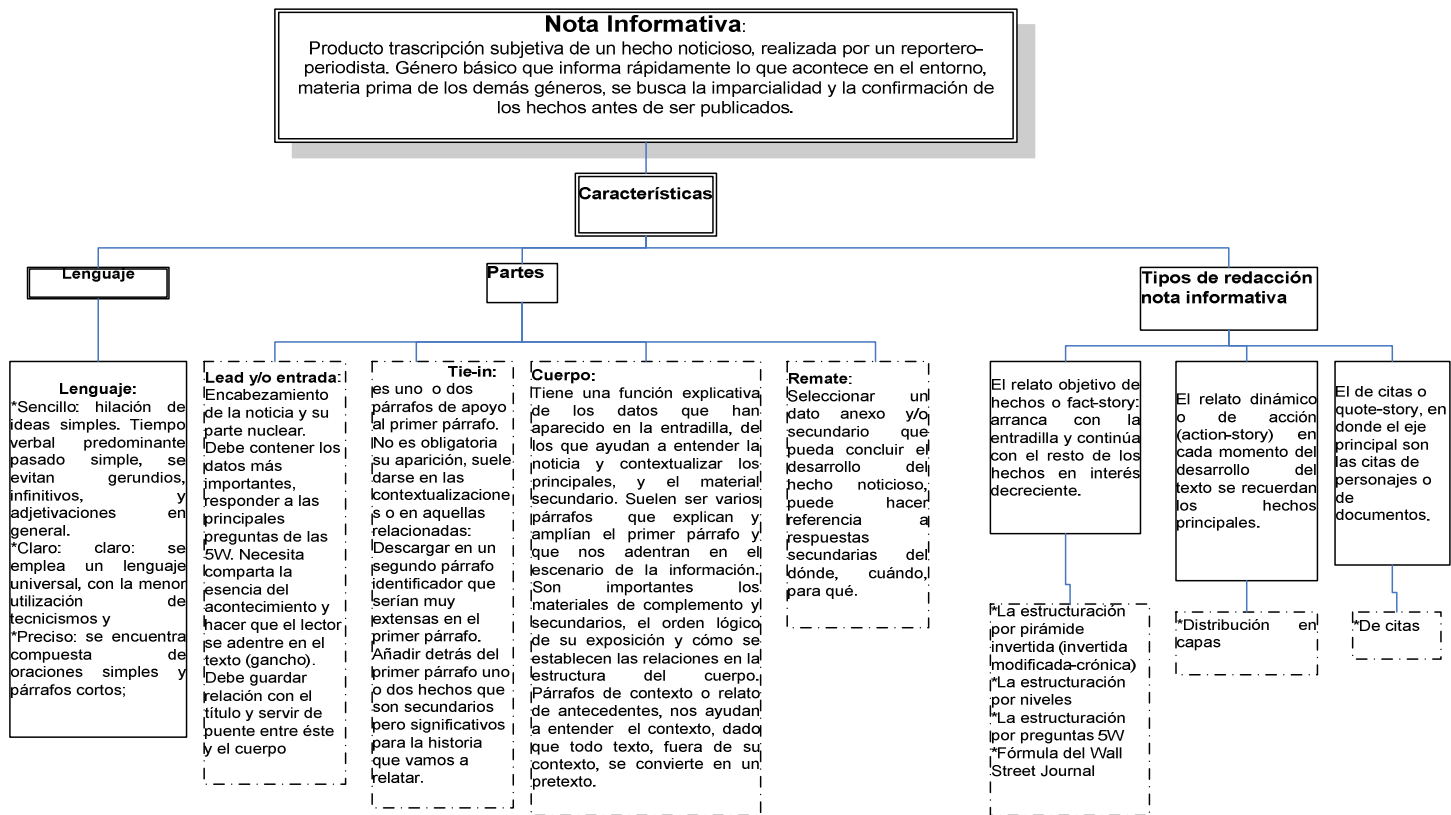 Nota Informativa:
Producto trascripción subjetiva de un hecho noticioso, realizada por un reportero-
periodista. Género básico que informa rápidamente lo que acontece en el entorno,
materia prima de los demás géneros, se busca la imparcialidad y la confirmación de
los hechos antes de ser publicados.
Características
Lenguaje
Partes
Tipos de redacción
nota informativa
Lenguaje:
*Sencillo: hilación de
ideas simples. Tiempo
verbal predominante
pasado simple, se
evitan gerundios,
infinitivos, y
adjetivaciones en
general.
*Claro: claro: se
emplea un lenguaje
universal, con la menor
utilización de
tecnicismos y
*Preciso: se encuentra
compuesta de
oraciones simples y
párrafos cortos;
Lead y/o entrada:
Encabezamiento
de la noticia y su
parte nuclear.
Debe contener los
datos más
importantes,
responder a las
principales
preguntas de las
5W. Necesita
comparta la
esencia del
acontecimiento y
hacer que el lector
se adentre en el
texto (gancho).
Debe guardar
relación con el
título y servir de
puente entre éste
y el cuerpo
Tie-in:
es uno o dos
párrafos de apoyo
al primer párrafo.
No es obligatoria
su aparición, suele
darse en las
contextualizacione
s o en aquellas
relacionadas:
Descargar en un
segundo párrafo
identificador que
serían muy
extensas en el
primer párrafo.
Añadir detrás del
primer párrafo uno
o dos hechos que
son secundarios
pero significativos
para la historia
que vamos a
relatar.
Cuerpo:
Tiene una función explicativa
de los datos que han
aparecido en la entradilla, de
los que ayudan a entender la
noticia y contextualizar los
principales, y el material
secundario. Suelen ser varios
párrafos que explican y
amplían el primer párrafo y
que nos adentran en el
escenario de la información.
Son importantes los
materiales de complemento y
secundarios, el orden lógico
de su exposición y cómo se
establecen las relaciones en la
estructura del cuerpo.
Párrafos de contexto o relato
de antecedentes, nos ayudan
a entender el contexto, dado
que todo texto, fuera de su
contexto, se convierte en un
pretexto.
Remate:
Seleccionar un
dato anexo y/o
secundario que
pueda concluir el
desarrollo del
hecho noticioso,
puede hacer
referencia a
respuestas
secundarias del
dónde, cuándo,
para qué.
El relato objetivo de
hechos o fact-story:
arranca con la
entradilla y continúa
con el resto de los
hechos en interés
decreciente.
El relato dinámico
o de acción
(action-story) en
cada momento del
desarrollo del
texto se recuerdan
los hechos
principales.
El de citas o
quote-story, en
donde el eje
principal son
las citas de
personajes o
de
documentos.
*La estructuración
por pirámide
invertida (invertida
modificada-crónica)
*La estructuración
por niveles
*La estructuración
por preguntas 5W
*Fórmula del Wall
Street Journal
*Distribución en
capas
*De citas